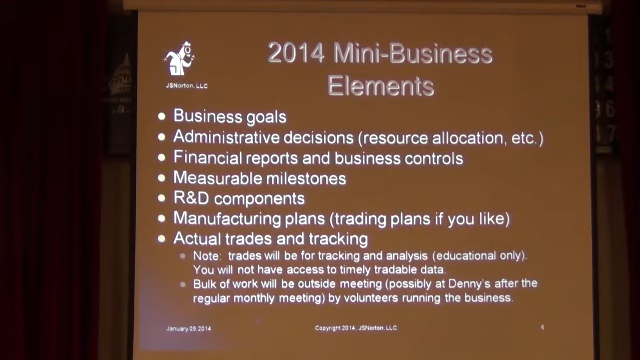 2014 Mini-Business
Elements
JSNorton, LLC
Business goals
Administrative decisions (resource allocation, etc.)
Financial reports and business controls
Measurable milestones
R&D components
Manufacturing plans (trading plans if you like)
Actual trades and tracking
Note: trades will be for tracking and analysis (educational only).
You will not have access to timely tradable data.
Bulk of work will be outside meeting (possibly at Denny's after the
regular monthly meeting) by volunteers running the business.
January 09, 2014 Copyright 2014, JSNorton, LLC 6